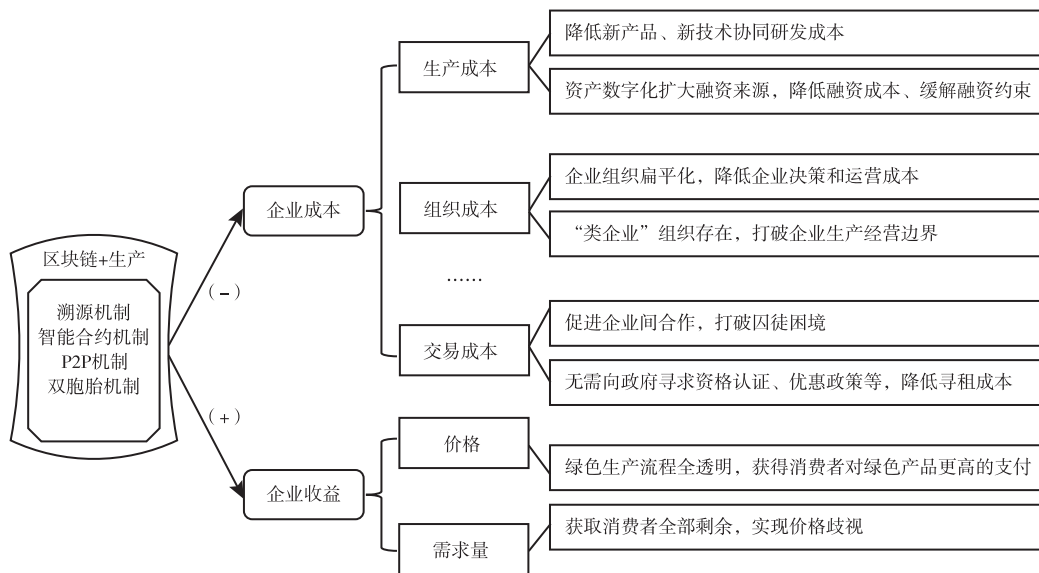 区块链+生产
溯源机制
智能合约机制
P2P机制
双胞胎机制
(-)
(+)
企业成本
企业收益
生产成本
降低新产品、新技术协同研发成本
资产数字化扩大融资来源，降低融资成本、缓解融资约束
组织成本
企业组织扁平化，降低企业决策和运营成本
“类企业”组织存在，打破企业生产经营边界
……
交易成本
促进企业间合作，打破囚徒困境
无需向政府寻求资格认证、优惠政策等，降低寻租成本
价格
绿色生产流程全透明，获得消费者对绿色产品更高的支付
需求量
获取消费者全部剩余，实现价格歧视